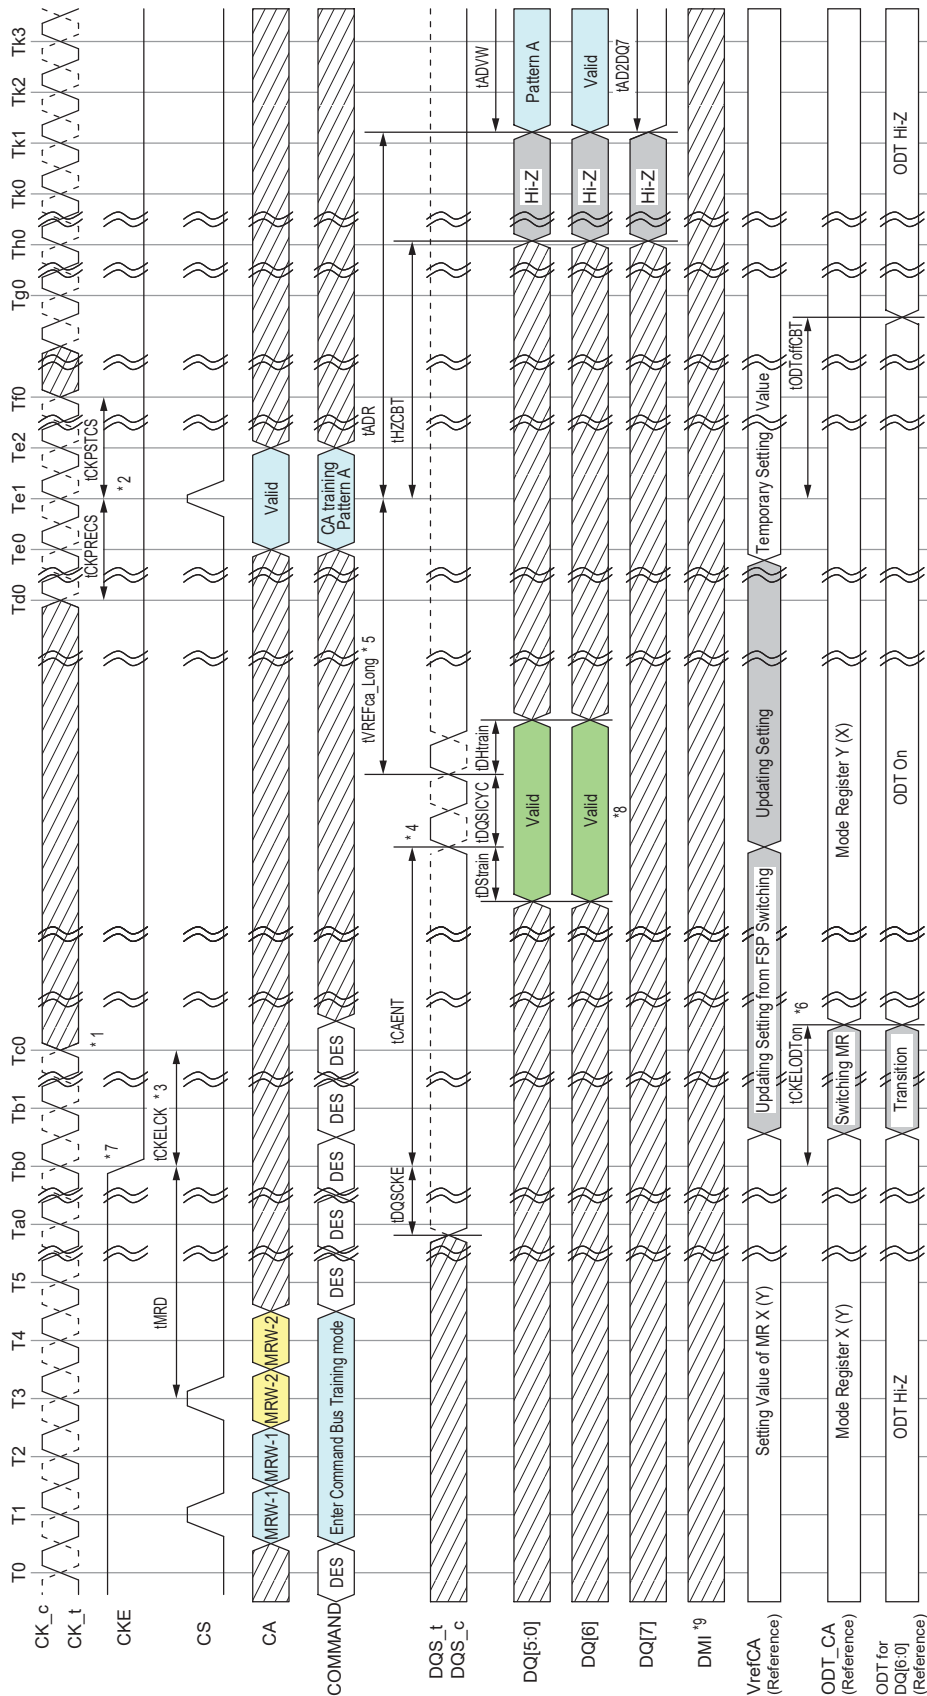 T0 T1 T2 T3 T4 T5 Ta0 Tb0 Tb1 Tc0 Td0 Te0 Te1 Te2 Tf0 Tg0 Th0 Tk0 Tk1 Tk2 Tk3
CK_c
CK_t
*1 tCKPRECS tCKPSTCS
*2
CKE
*7
tCKELCK *3
CS
tMRD
CA
MRW-1 MRW-1 MRW-2 MRW-2 Valid
COMMAND
DES Enter Command Bus Training mode DES DES DES DES DES CA training
Pattern A
tVREFca_Long *5 tADR
tDQSCKE tCAENT *4 tHZCBT
DQS_t
DQS_c
tDStrain tDQSICYC tDHtrain tADVW
DQ[5:0]
Valid Hi-Z Pattern A
DQ[6]
Valid Hi-Z Valid
*8 tAD2DQ7
DQ[7]
Hi-Z
DMI *9
VrefCA
(Reference)
Setting Value of MR X (Y) Updating Setting from FSP Switching Updating Setting Temporary Setting Value
tCKELODTon *6 tODToffCBT
ODT_CA
(Reference)
Mode Register X (Y) Switching MR Mode Register Y (X)
ODT for
DQ[6:0]
(Reference)
ODT Hi-Z Transition ODT On ODT Hi-Z